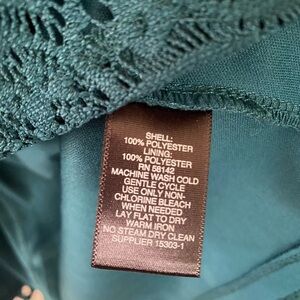 SHELL:
100% POLYESTER
LINING:
100% POLYESTER
RN 58142
MACHINE WASH COLD
GENTLE CYCLE
USE ONLY NON-
CHLORINE BLEACH
WHEN NEEDED
LAY FLAT TO DRY
WARM IRON
NO STEAM DRY CLEAN
SUPPLIER 15303-1